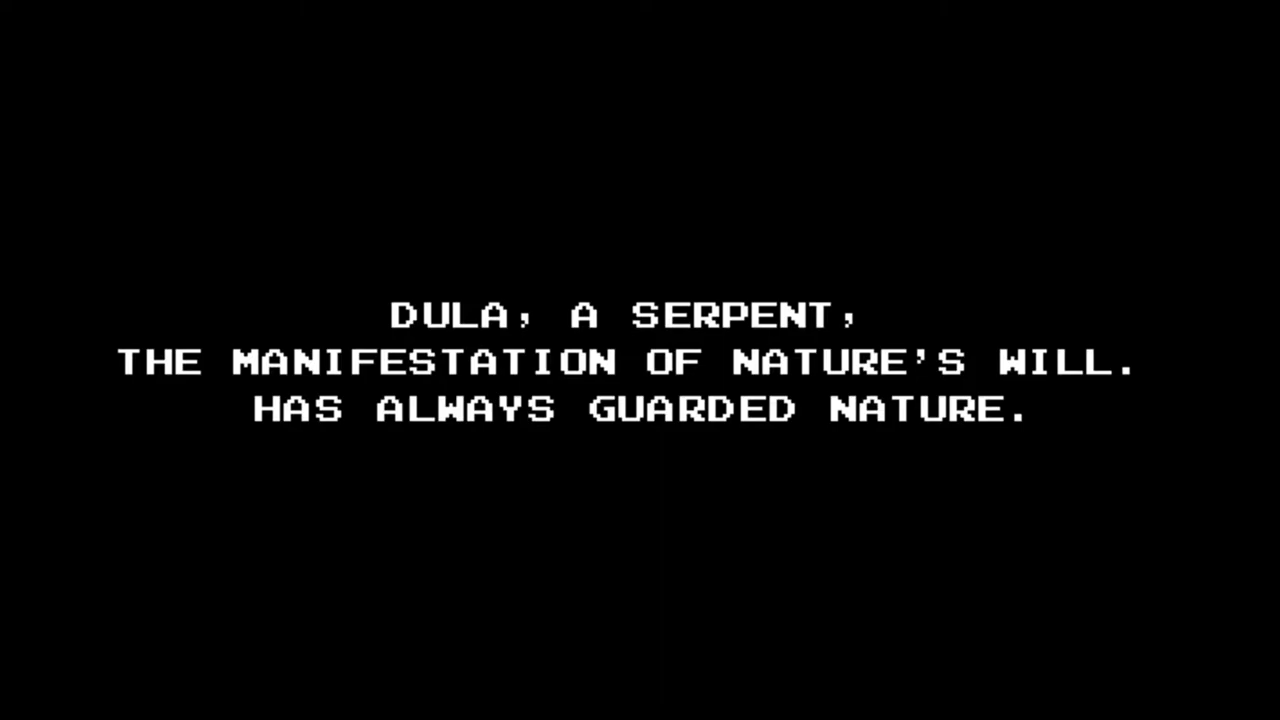 DULA, A SERPENT,
THE MANIFESTATION OF NATURE'S WILL.
HAS ALWAYS GUARDED NATURE.